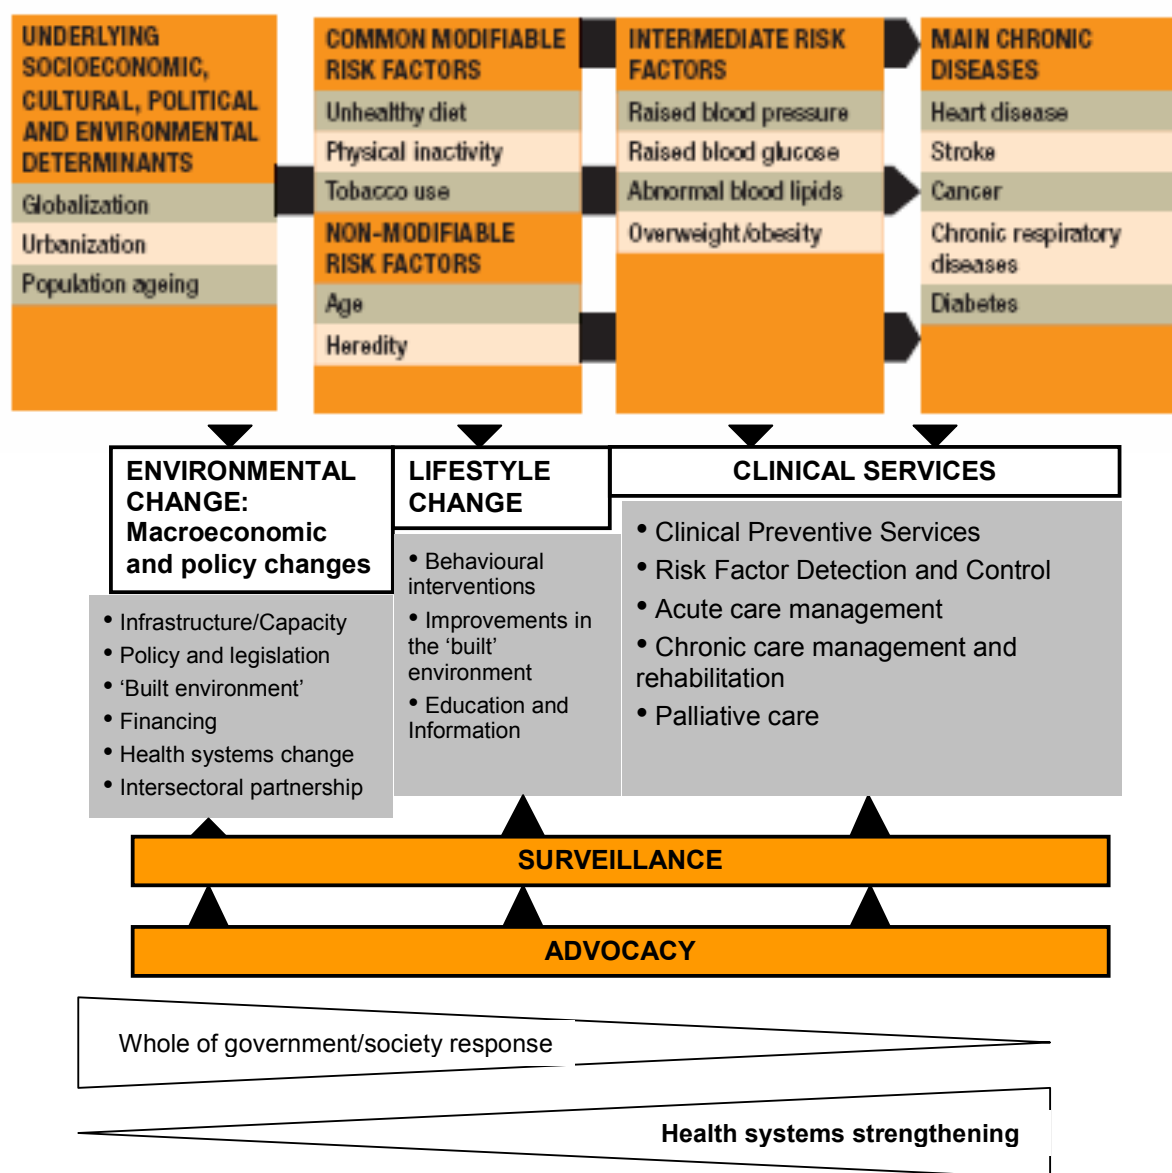 UNDERLYING
SOCIOECONOMIC,
CULTURAL, POLITICAL
AND ENVIRONMENTAL
DETERMINANTS
Globalization
Urbanization
Population ageing
COMMON MODIFIABLE
RISK FACTORS
Unhealthy diet
Physical inactivity
Tobacco use
NON-MODIFIABLE
RISK FACTORS
Age
Heredity
INTERMEDIATE RISK
FACTORS
Raised blood pressure
Raised blood glucose
Abnormal blood lipids
Overweight/obesity
MAIN CHRONIC
DISEASES
Heart disease
Stroke
Cancer
Chronic respiratory
diseases
Diabetes
ENVIRONMENTAL
CHANGE:
Macroeconomic
and policy changes
• Infrastructure/Capacity
• Policy and legislation
• ‘Built environment’
• Financing
• Health systems change
• Intersectoral partnership
LIFESTYLE
CHANGE
• Behavioural
interventions
• Improvements in
the ‘built’
environment
• Education and
Information
CLINICAL SERVICES
• Clinical Preventive Services
• Risk Factor Detection and Control
• Acute care management
• Chronic care management and
rehabilitation
• Palliative care
SURVEILLANCE
ADVOCACY
Whole of government/society response
Health systems strengthening